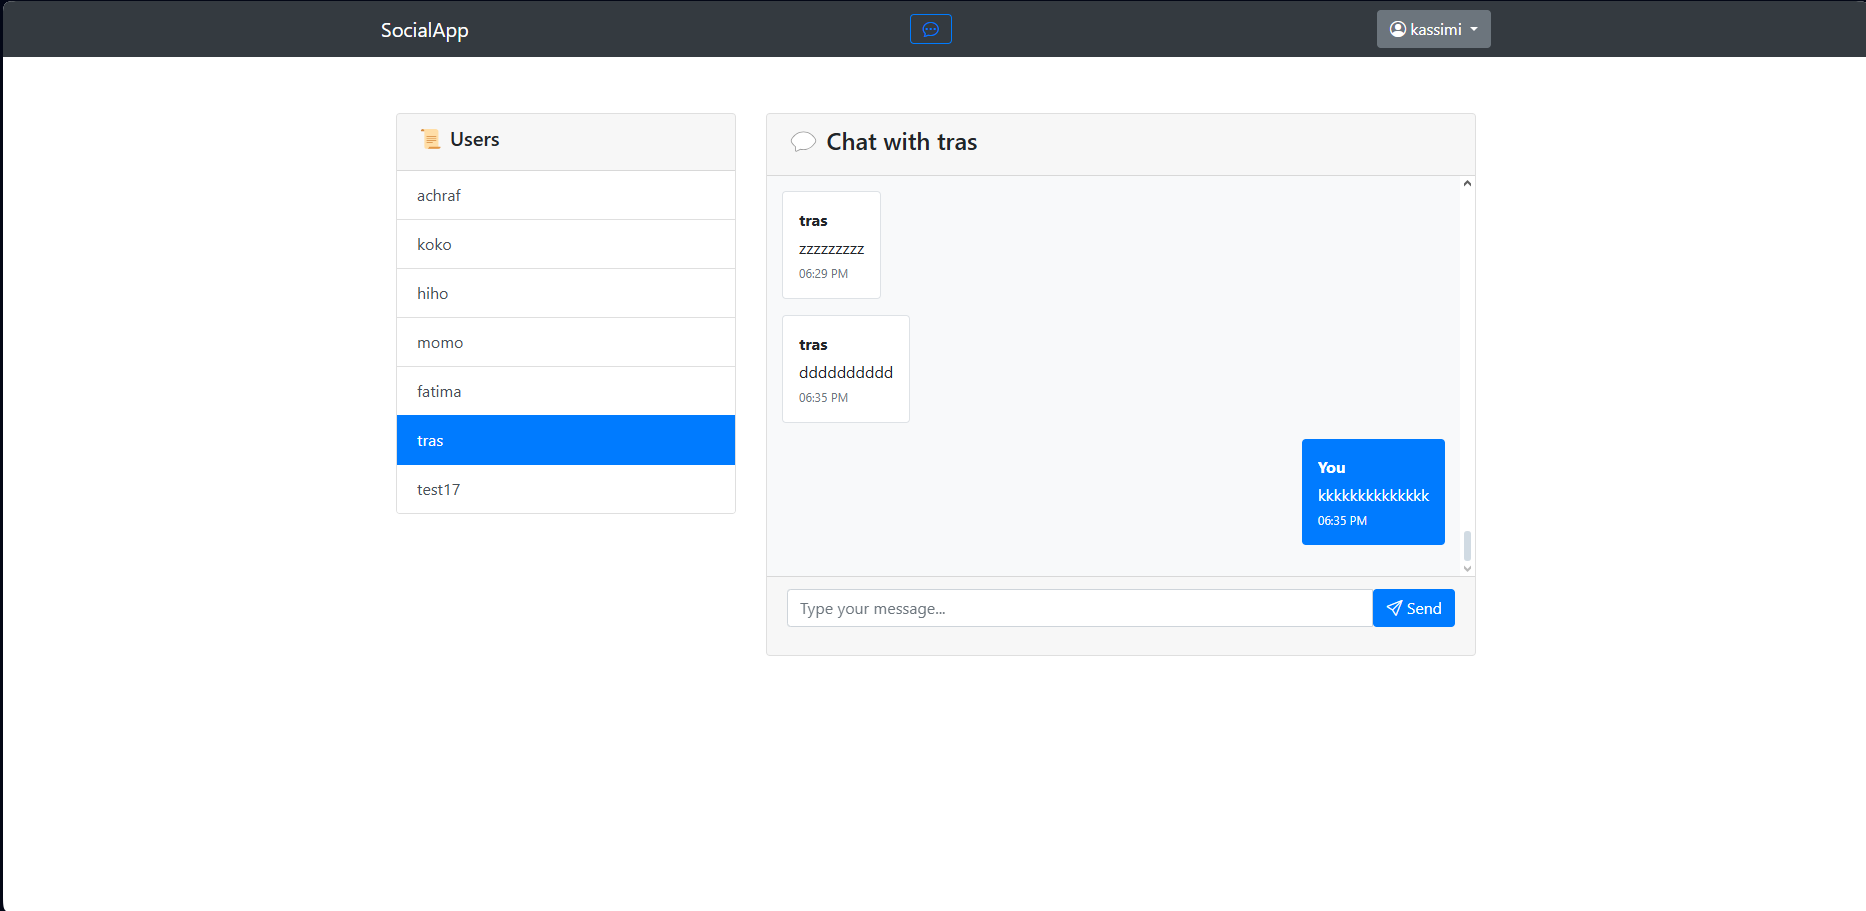 SocialApp
kassimi
Users
achraf
koko
hiho
momo
fatima
tras
test17
Chat with tras
tras
zzzzzzzzz
06:29 PM
tras
dddddddddd
06:35 PM
You
kkkkkkkkkkkkkk
06:35 PM
Type your message...
Send